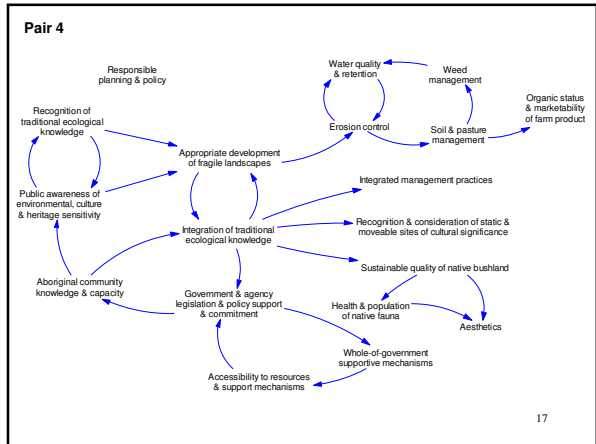 Pair 4
Responsible
planning & policy
Water quality
& retention
Weed
management
Organic status
& marketability
of farm product
Recognition of
traditional ecological
knowledge
Erosion control
Soil & pasture
management
Appropriate development
of fragile landscapes
Public awareness of
environmental, culture
& heritage sensitivity
Integrated management practices
Integration of traditional
ecological knowledge
Recognition & consideration of static &
moveable sites of cultural significance
Sustainable quality of native bushland
Aboriginal community
knowledge & capacity
Government & agency
legislation & policy support
& commitment
Health & population
of native fauna
Aesthetics
Whole-of-government
supportive mechanisms
Accessibility to resources
& support mechanisms
17